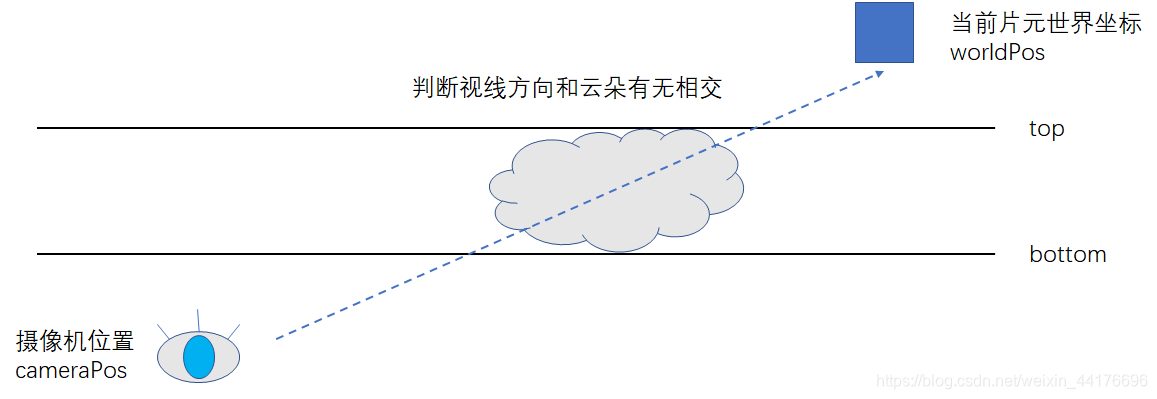 当前片元世界坐标
worldPos
判断视线方向和云朵有无相交
top
bottom
摄像机位置
cameraPos
https://blog.csdn.net/weixin_44176696